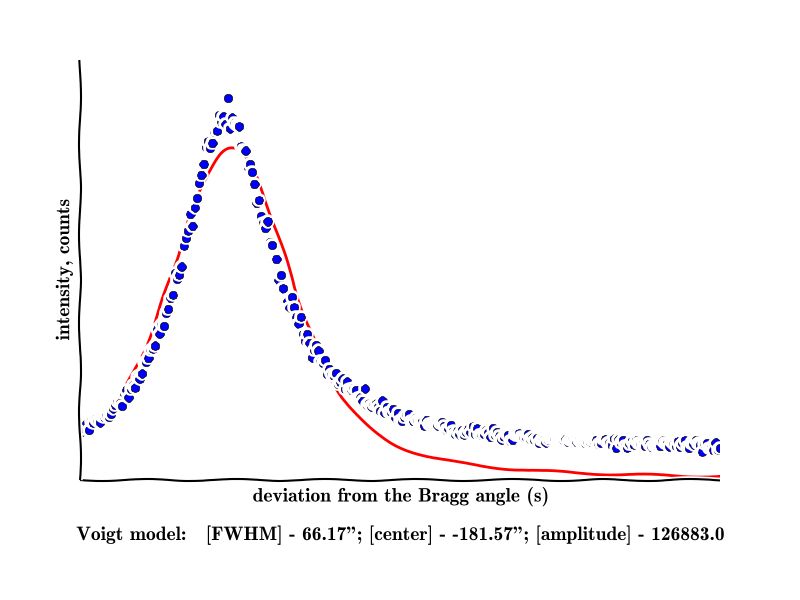 intensity, counts
deviation from the Bragg angle (s)
Voigt model: [FWHM] - 66.17”; [center] - -181.57”; [amplitude] - 126883.0